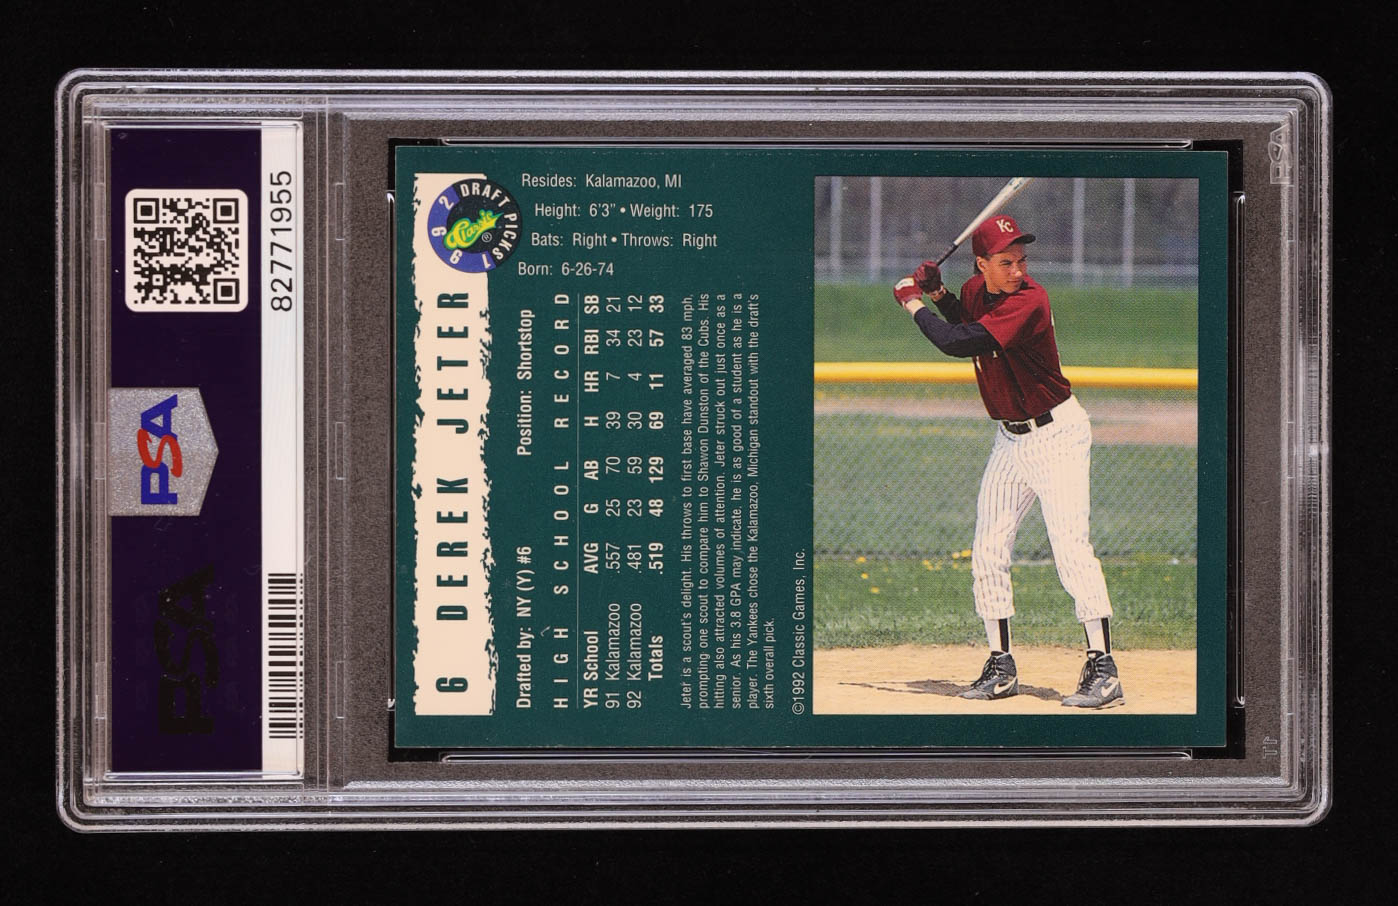 82771955
PSA
PSA
1992 DRAFT PICKS
Classic®
6 DEREK JETER
Resides: Kalamazoo, MI
Height: 6'3" • Weight: 175
Bats: Right • Throws: Right
Born: 6-26-74
Drafted by: NY (Y) #6 Position: Shortstop
HIGH SCHOOL RECORD
YR School AVG G AB H HR RBI SB
91 Kalamazoo .557 25 70 39 7 34 21
92 Kalamazoo .481 23 59 30 4 23 12
Totals .519 48 129 69 11 57 33
Jeter is a scout's delight. His throws to first base have averaged 83 mph,
prompting one scout to compare him to Shawon Dunston of the Cubs. His
hitting also attracted volumes of attention. Jeter struck out just once as a
senior. As his 3.8 GPA may indicate, he is as good of a student as he is a
player. The Yankees chose the Kalamazoo, Michigan standout with the draft's
sixth overall pick.
©1992 Classic Games, Inc.
KC
PSA